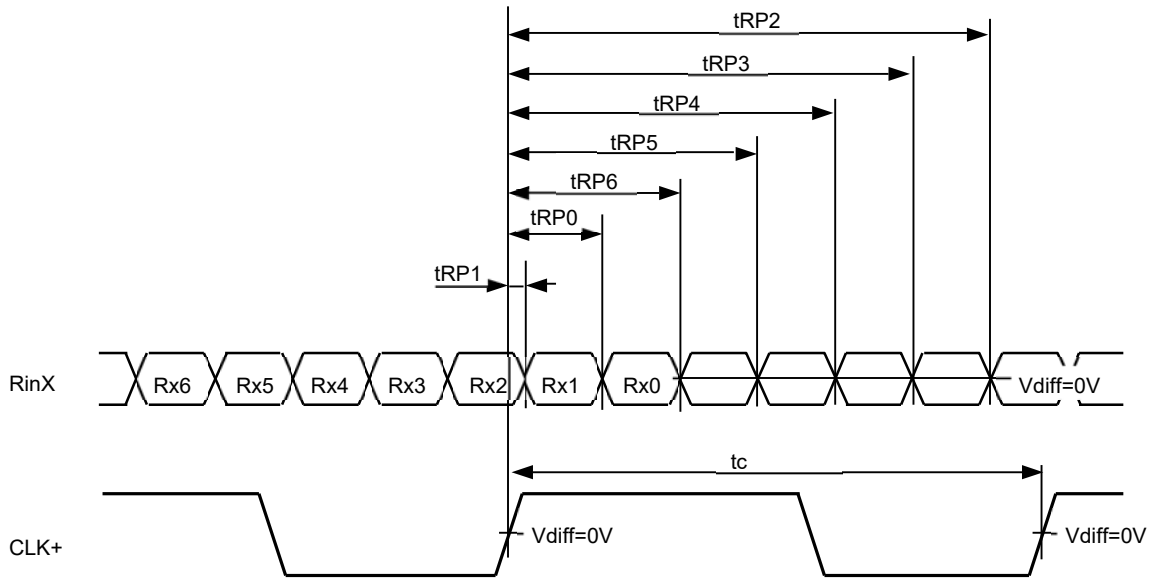 tRP2
tRP3
tRP4
tRP5
tRP6
tRP0
tRP1
RinX Rx6 Rx5 Rx4 Rx3 Rx2 Rx1 Rx0 Vdiff=0V
tc
CLK+ Vdiff=0V Vdiff=0V